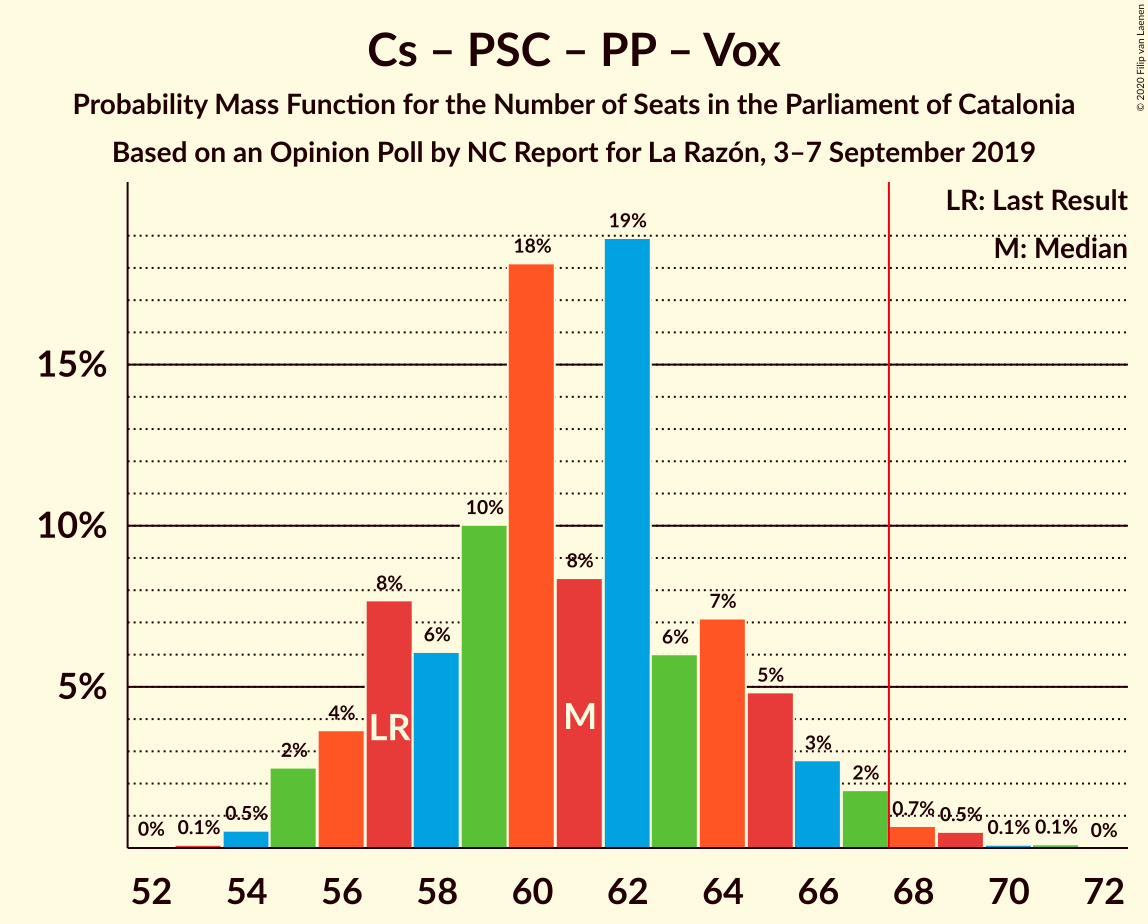 Cs – PSC – PP – Vox
Probability Mass Function for the Number of Seats in the Parliament of Catalonia
Based on an Opinion Poll by NC Report for La Razón, 3–7 September 2019
© 2020 Filip van Laenen
LR: Last Result
M: Median
15%
10%
5%
0%
0.1%
0.5%
2%
4%
8%
6%
10%
18%
8%
19%
6%
7%
5%
3%
2%
0.7%
0.5%
0.1%
0.1%
0%
LR
M
52 54 56 58 60 62 64 66 68 70 72